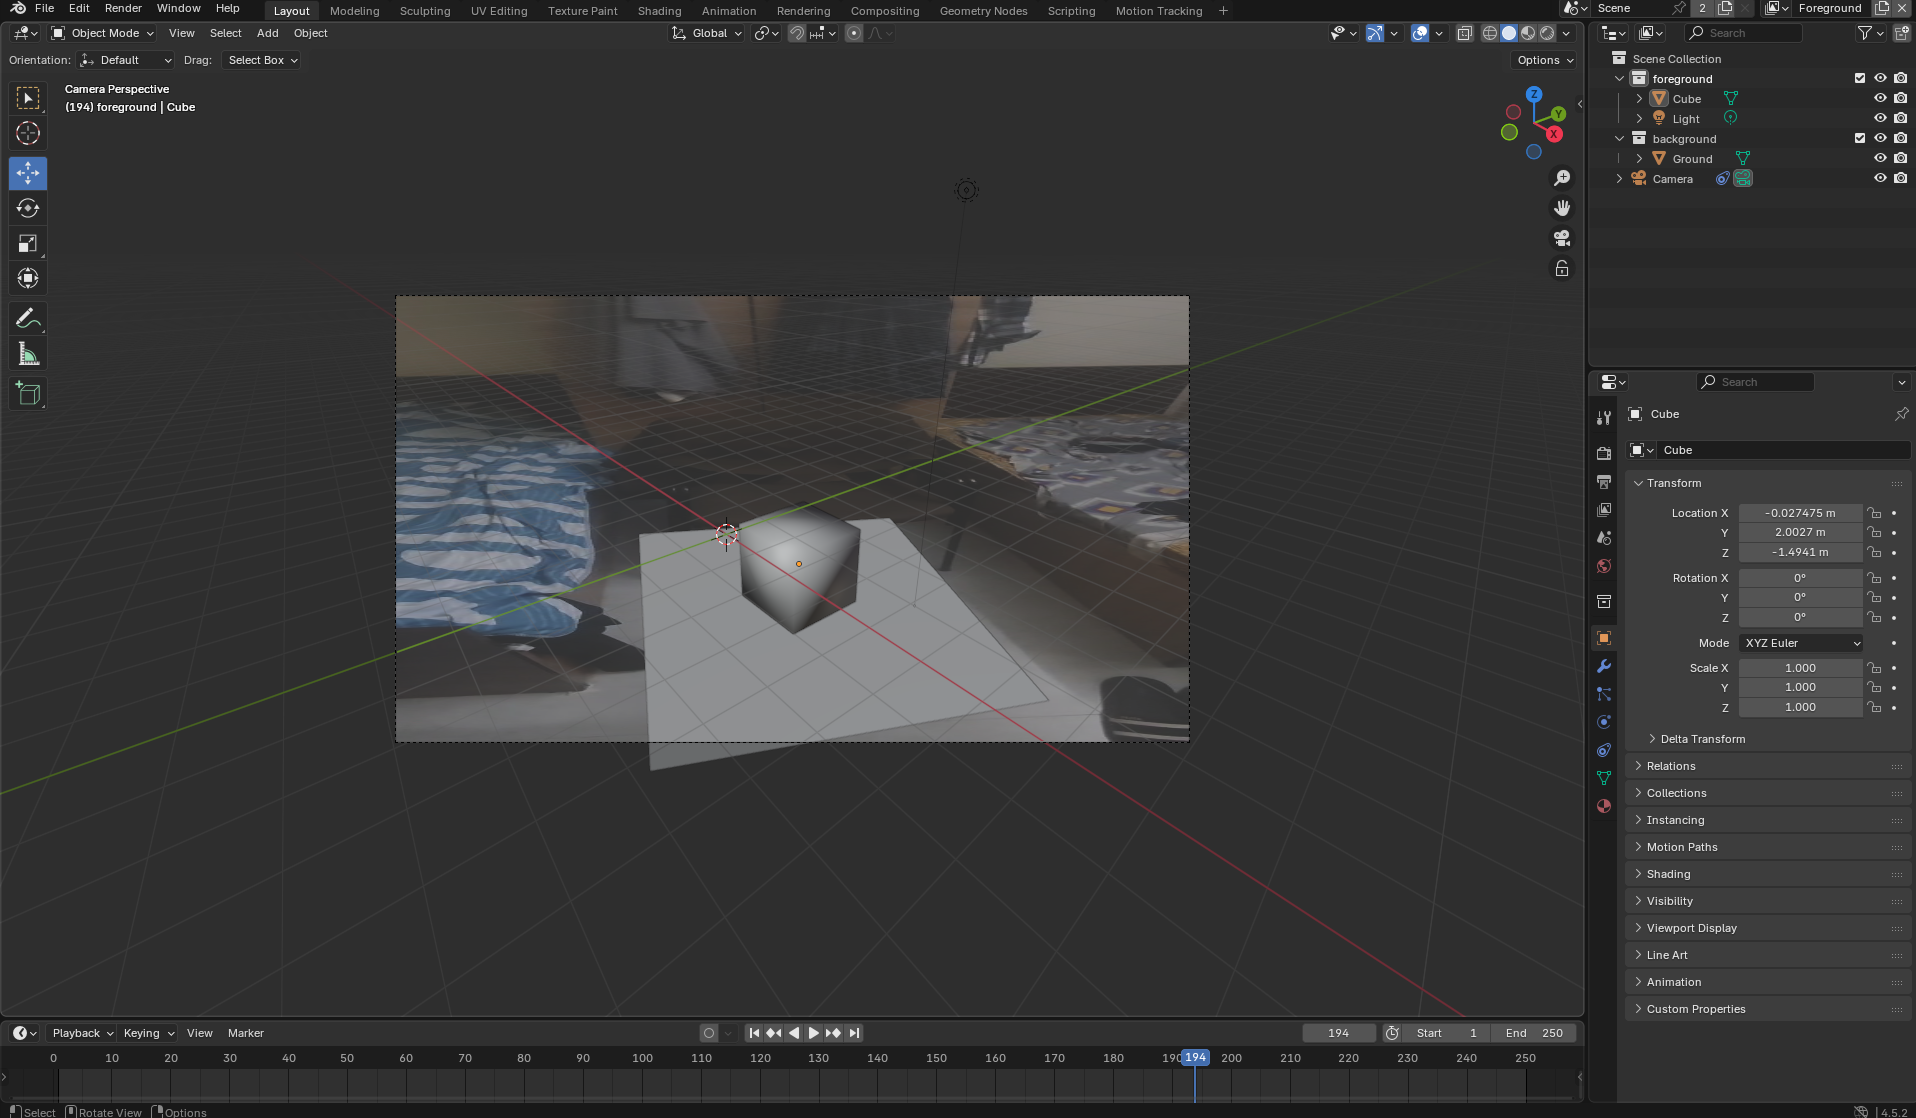 File Edit Render Window Help Layout Modeling Sculpting UV Editing Texture Paint Shading Animation Rendering Compositing Geometry Nodes Scripting Motion Tracking + Scene 2 Foreground
Object Mode View Select Add Object Global Search
Orientation: Default Drag: Select Box Options
Scene Collection
Camera Perspective
(194) foreground | Cube
foreground
Cube
Light
background
Ground
Camera
Z
Y
X
Search
Cube
Cube
Transform
Location X -0.027475 m
Y 2.0027 m
Z -1.4941 m
Rotation X 0°
Y 0°
Z 0°
Mode XYZ Euler
Scale X 1.000
Y 1.000
Z 1.000
Delta Transform
Relations
Collections
Instancing
Motion Paths
Shading
Visibility
Viewport Display
Line Art
Animation
Custom Properties
Playback Keying View Marker 194 Start 1 End 250
0 10 20 30 40 50 60 70 80 90 100 110 120 130 140 150 160 170 180 190 194 200 210 220 230 240 250
Select Rotate View Options 4.5.2